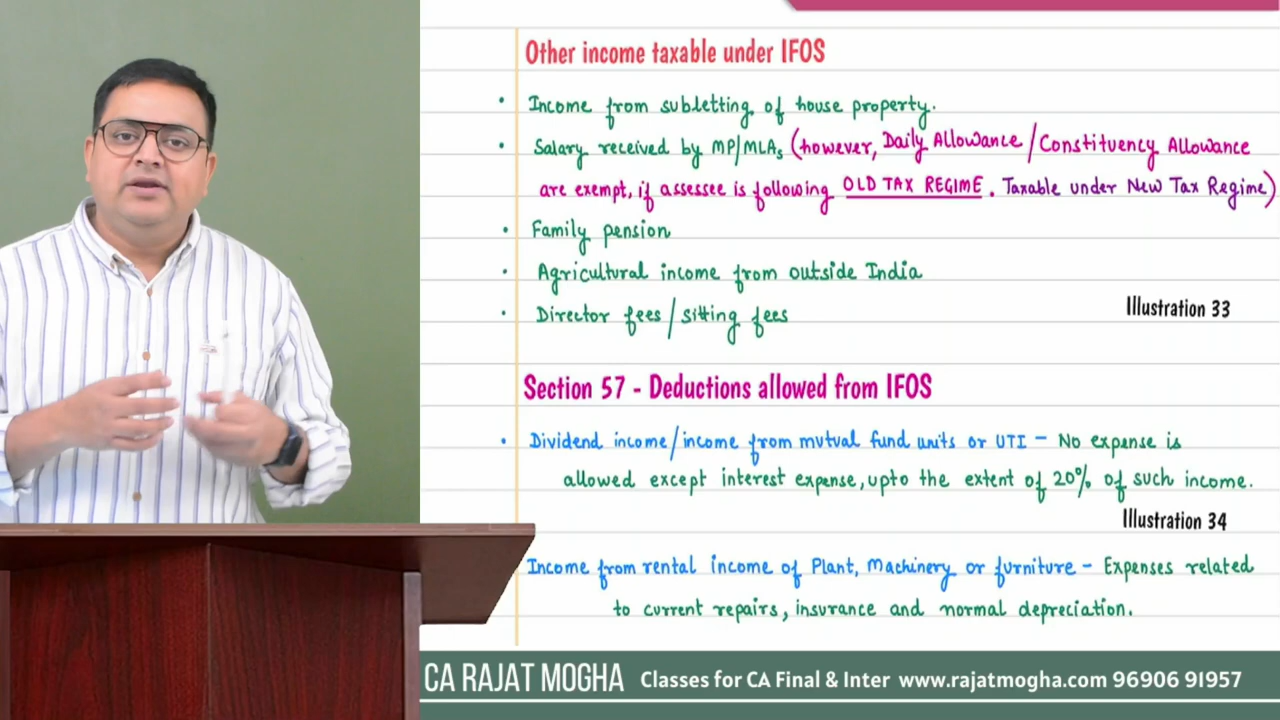 Other income taxable under IFOS
• Income from subletting of house property.
• Salary received by MP/MLAs (however, Daily Allowance / Constituency Allowance
are exempt, if assessee is following OLD TAX REGIME. Taxable under New Tax Regime)
• Family pension
• Agricultural income from outside India
• Director fees / sitting fees
Illustration 33
Section 57 - Deductions allowed from IFOS
• Dividend income/income from mutual fund units or UTI - No expense is
allowed except interest expense, upto the extent of 20% of such income.
Illustration 34
Income from rental income of Plant, Machinery or furniture - Expenses related
to current repairs, insurance and normal depreciation.
CA RAJAT MOGHA Classes for CA Final & Inter www.rajatmogha.com 96906 91957